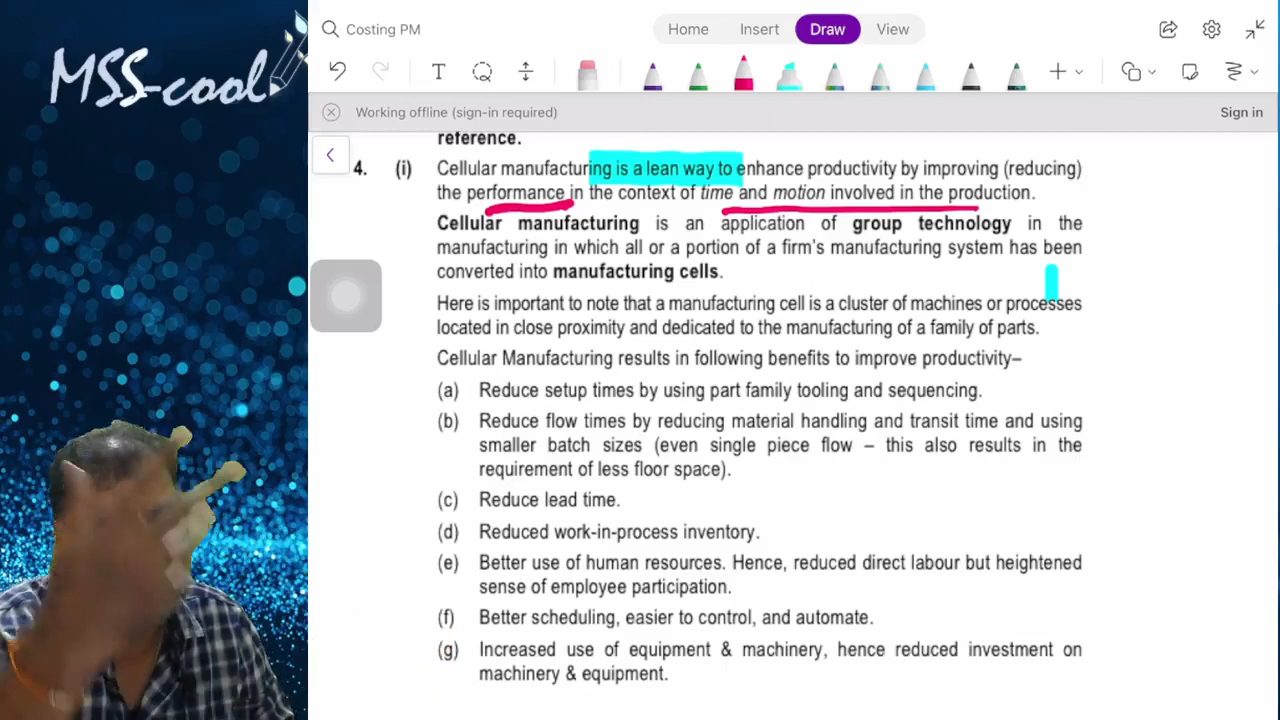 MSS-cool
Costing PM
Home Insert Draw View
Working offline (sign-in required)
Sign in
reference.
4. (i) Cellular manufacturing is a lean way to enhance productivity by improving (reducing)
the performance in the context of time and motion involved in the production.
Cellular manufacturing is an application of group technology in the
manufacturing in which all or a portion of a firm's manufacturing system has been
converted into manufacturing cells.
Here is important to note that a manufacturing cell is a cluster of machines or processes
located in close proximity and dedicated to the manufacturing of a family of parts.
Cellular Manufacturing results in following benefits to improve productivity–
(a) Reduce setup times by using part family tooling and sequencing.
(b) Reduce flow times by reducing material handling and transit time and using
smaller batch sizes (even single piece flow – this also results in the
requirement of less floor space).
(c) Reduce lead time.
(d) Reduced work-in-process inventory.
(e) Better use of human resources. Hence, reduced direct labour but heightened
sense of employee participation.
(f) Better scheduling, easier to control, and automate.
(g) Increased use of equipment & machinery, hence reduced investment on
machinery & equipment.